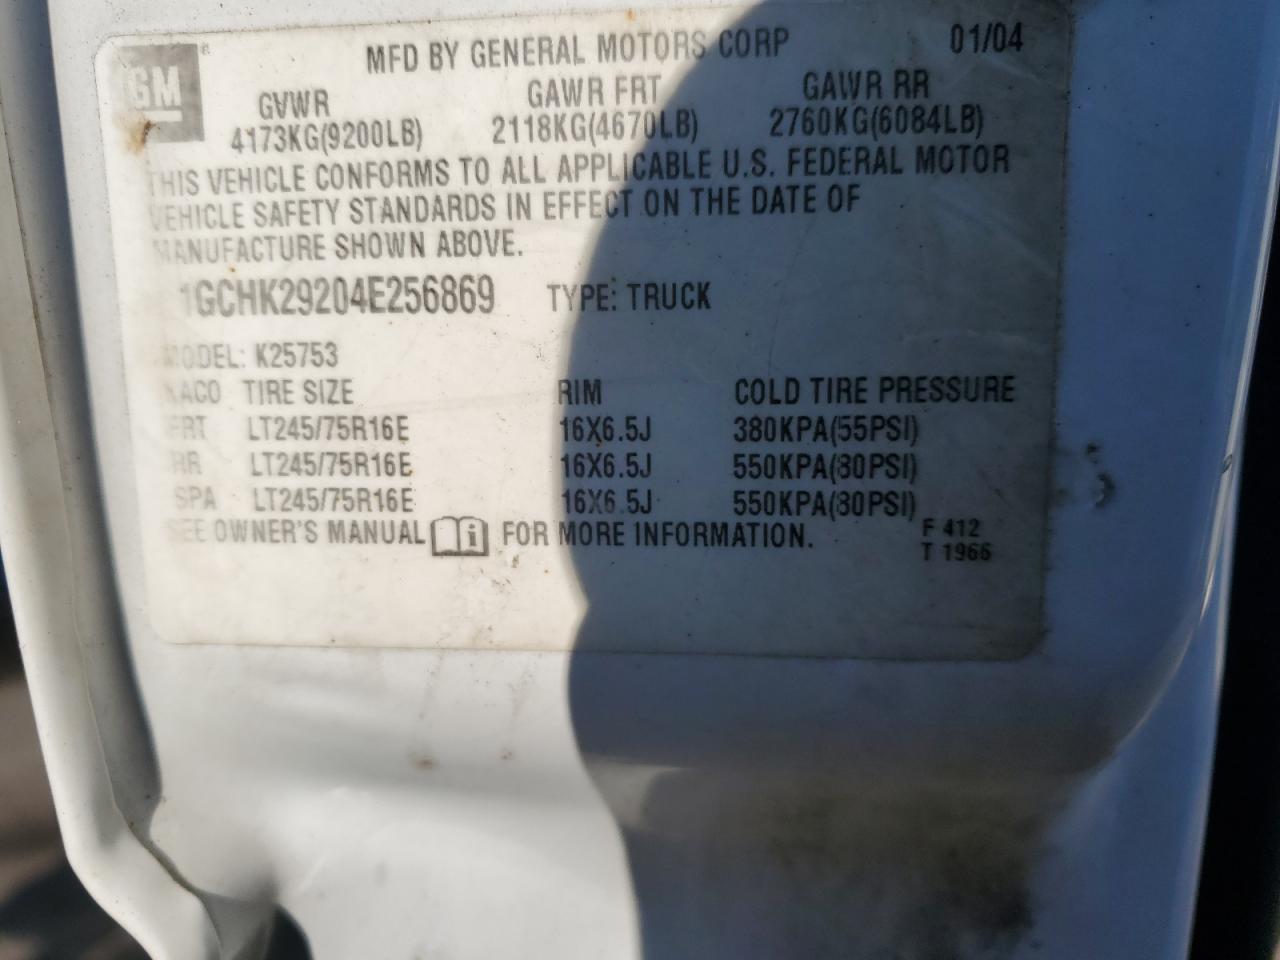 GM
MFD BY GENERAL MOTORS CORP 01/04
GVWR GAWR FRT GAWR RR
4173KG(9200LB) 2118KG(4670LB) 2760KG(6084LB)
THIS VEHICLE CONFORMS TO ALL APPLICABLE U.S. FEDERAL MOTOR
VEHICLE SAFETY STANDARDS IN EFFECT ON THE DATE OF
MANUFACTURE SHOWN ABOVE.
1GCHK29204E256869 TYPE: TRUCK
MODEL: K25753
TIRE SIZE RIM COLD TIRE PRESSURE
FRT LT245/75R16E 16X6.5J 380KPA(55PSI)
RR LT245/75R16E 16X6.5J 550KPA(80PSI)
SPA LT245/75R16E 16X6.5J 550KPA(80PSI)
SEE OWNER'S MANUAL FOR MORE INFORMATION.
F 412
T 1966